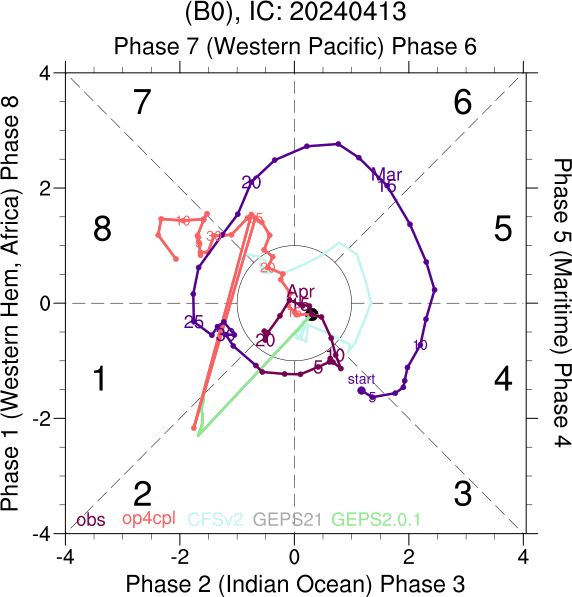 (B0), IC: 20240413
Phase 7 (Western Pacific) Phase 6
Phase 1 (Western Hem, Africa) Phase 8
Phase 5 (Maritime) Phase 4
4
2
0
-2
-4
7
6
8
5
1
4
2
3
Mar
15
20
25
10
5
start
Apr
20
10
5
obs op4cpl CFSv2 GEPS21 GEPS2.0.1
-4 -2 0 2 4
Phase 2 (Indian Ocean) Phase 3